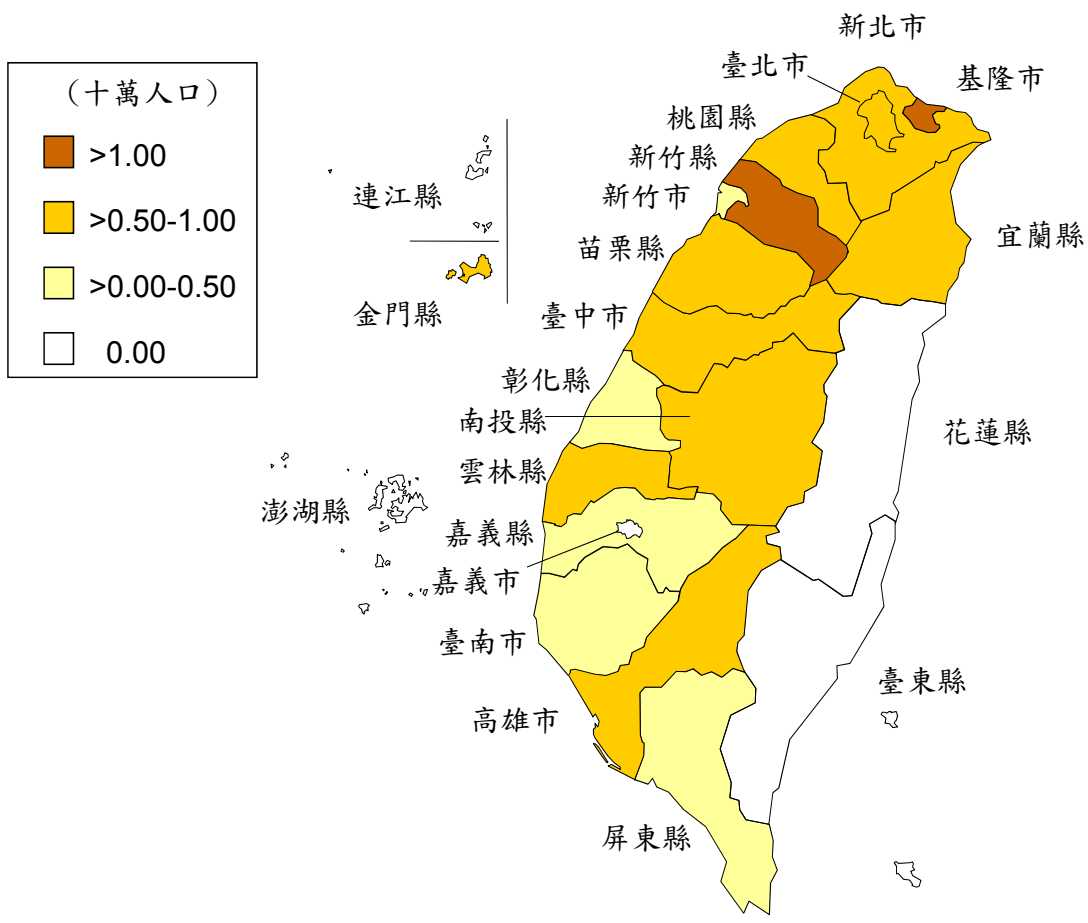 （十萬人口）
>1.00
>0.50-1.00
>0.00-0.50
0.00
新北市
臺北市
基隆市
桃園縣
新竹縣
新竹市
連江縣
宜蘭縣
苗栗縣
金門縣
臺中市
彰化縣
南投縣
花蓮縣
雲林縣
澎湖縣
嘉義縣
嘉義市
臺南市
臺東縣
高雄市
屏東縣